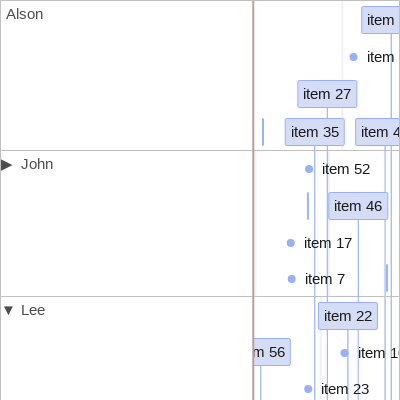 Alson
item
item
item 27
item 35
item 4
▶ John
item 52
item 46
item 17
item 7
▼ Lee
item 22
m 56
item 1
item 23